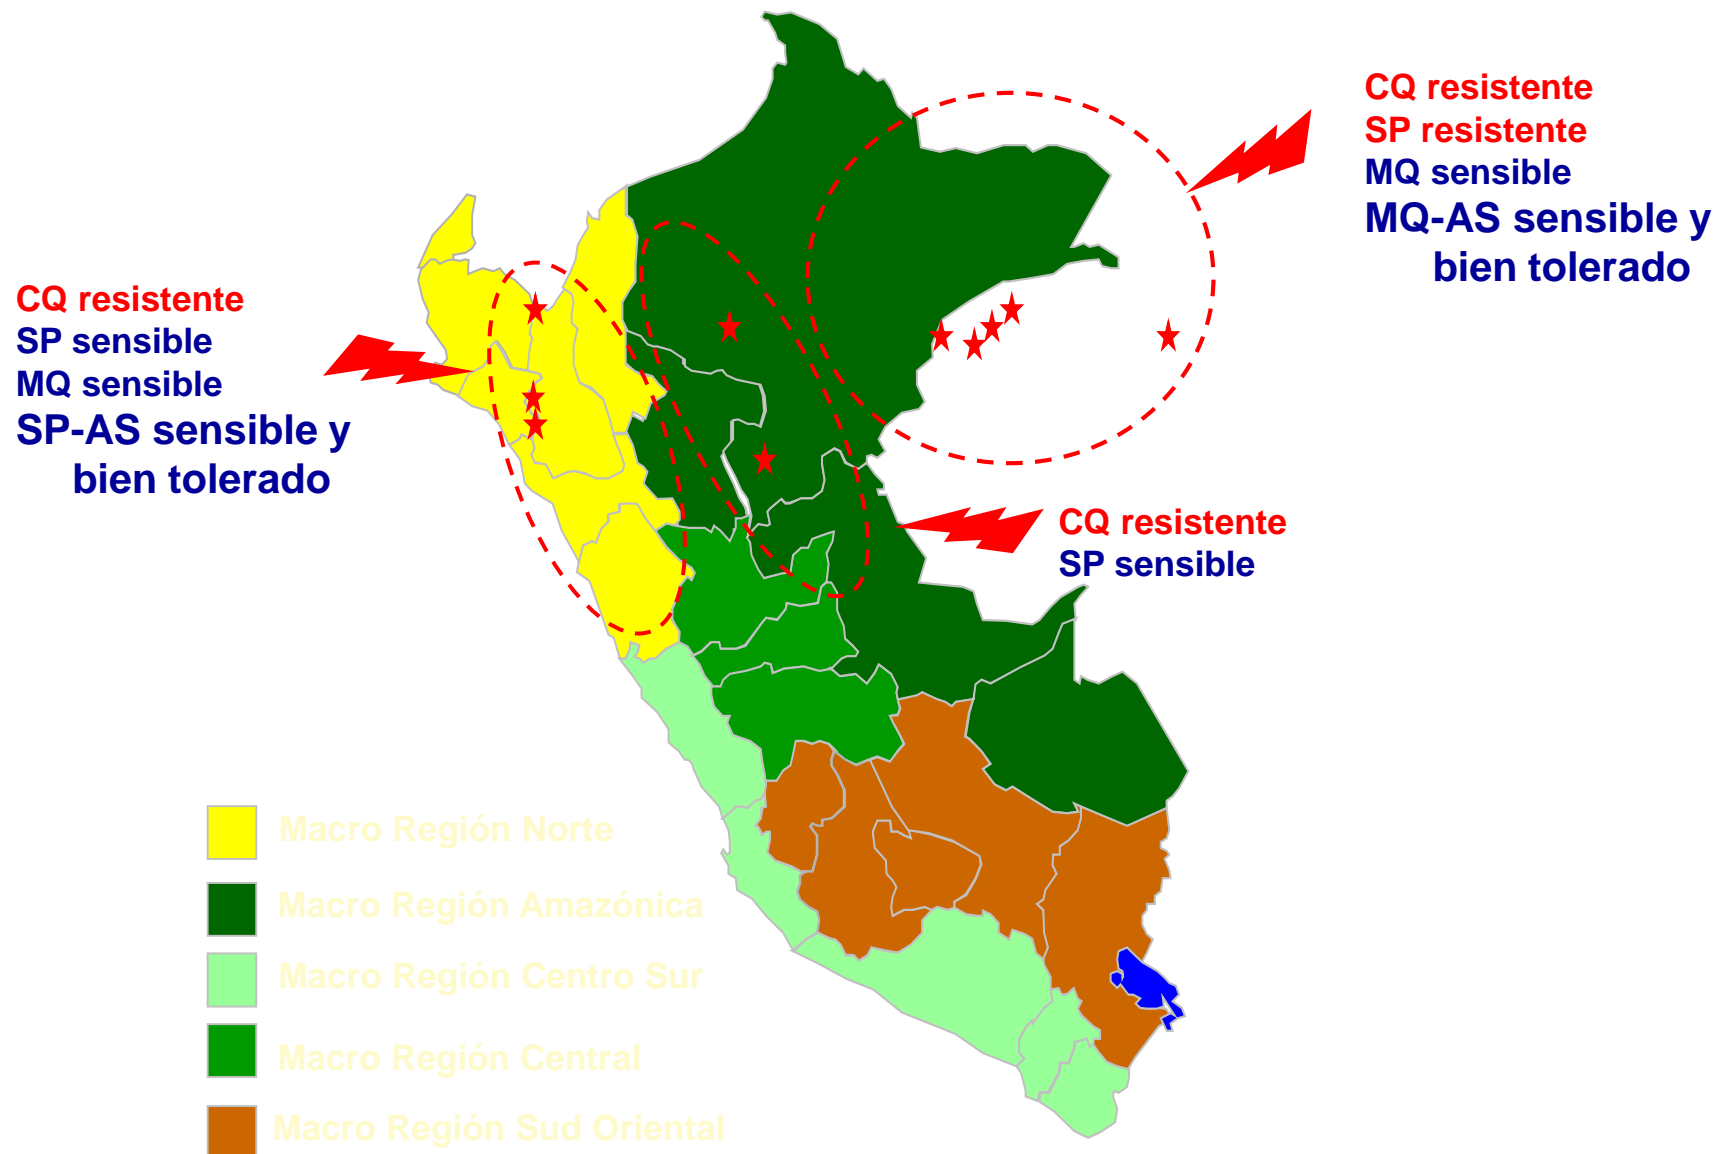 CQ resistente
SP resistente
MQ sensible
MQ-AS sensible y
bien tolerado
CQ resistente
SP sensible
MQ sensible
SP-AS sensible y
bien tolerado
CQ resistente
SP sensible
Macro Región Norte
Macro Región Amazónica
Macro Región Centro Sur
Macro Región Central
Macro Región Sud Oriental